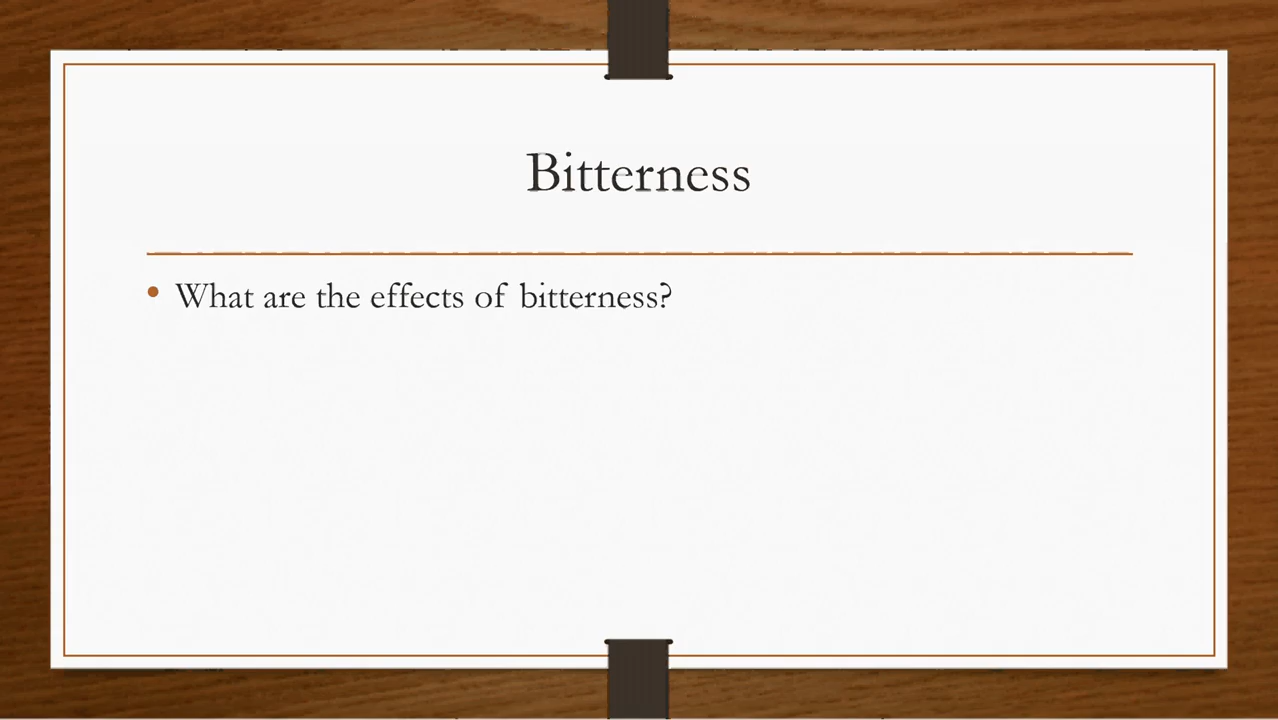 Bitterness
• What are the effects of bitterness?